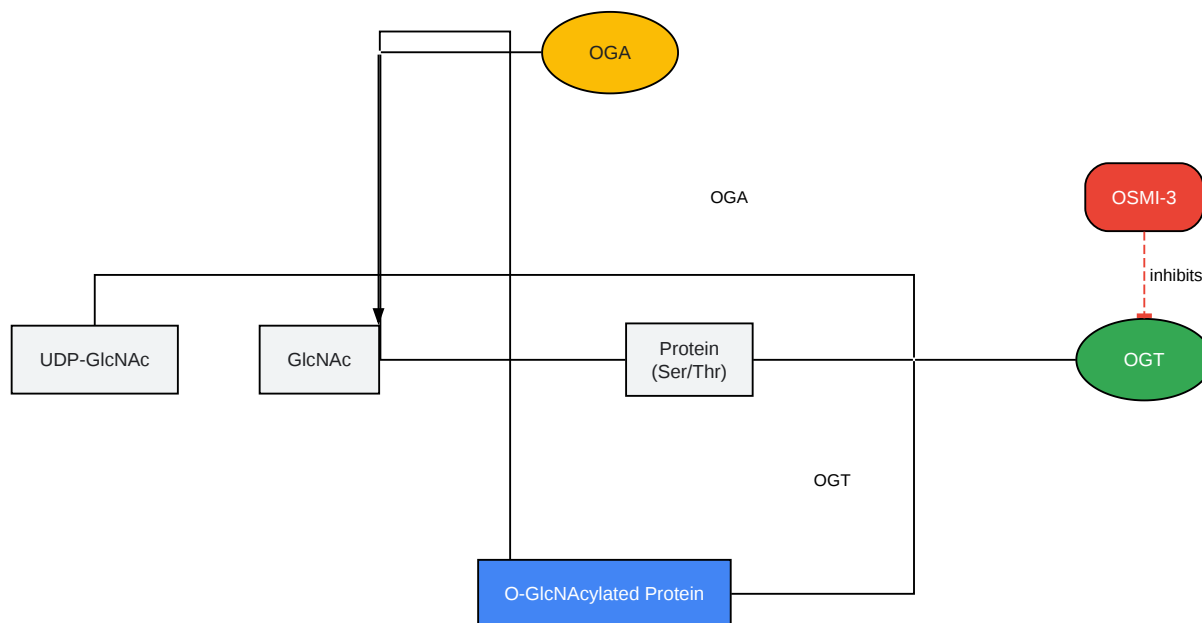 OGA
OGA
OSMI-3
inhibits
UDP-GlcNAc
GlcNAc
Protein
(Ser/Thr)
OGT
OGT
O-GlcNAcylated Protein